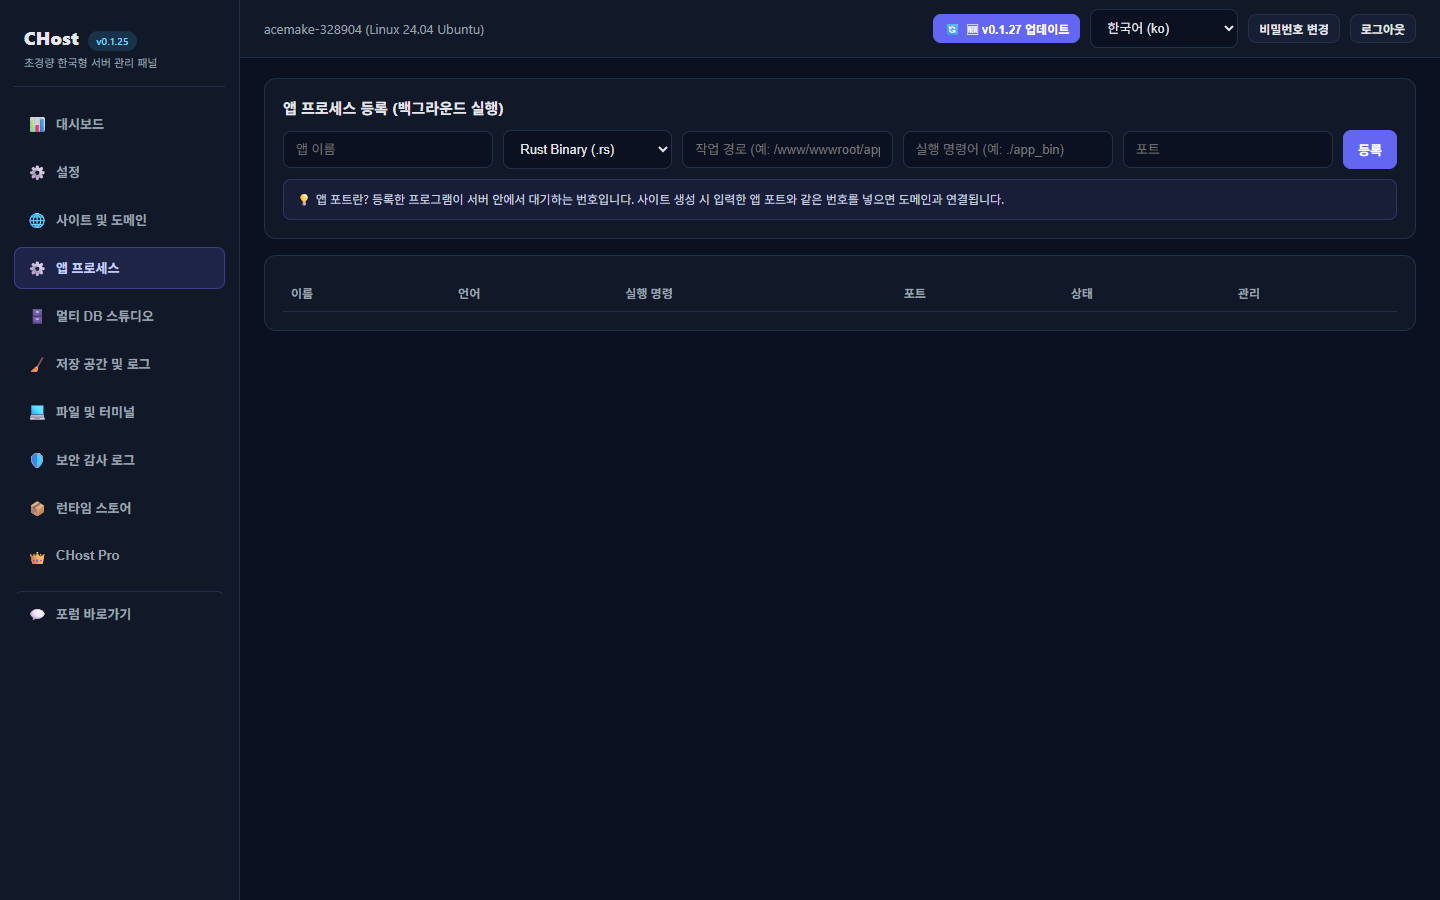 CHost v0.1.25
초경량 한국형 서버 관리 패널
대시보드
설정
사이트 및 도메인
앱 프로세스
멀티 DB 스튜디오
저장 공간 및 로그
파일 및 터미널
보안 감사 로그
런타임 스토어
CHost Pro
포럼 바로가기
acemake-328904 (Linux 24.04 Ubuntu)
🆕 v0.1.27 업데이트
한국어 (ko)
비밀번호 변경
로그아웃
앱 프로세스 등록 (백그라운드 실행)
앱 이름
Rust Binary (.rs)
작업 경로 (예: /www/wwwroot/app
실행 명령어 (예: ./app_bin)
포트
등록
💡 앱 포트란? 등록한 프로그램이 서버 안에서 대기하는 번호입니다. 사이트 생성 시 입력한 앱 포트와 같은 번호를 넣으면 도메인과 연결됩니다.
이름 언어 실행 명령 포트 상태 관리